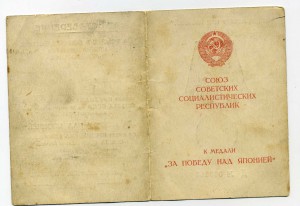 СОЮЗ
СОВЕТСКИХ
СОЦИАЛИСТИЧЕСКИХ
РЕСПУБЛИК
К МЕДАЛИ
„ЗА ПОБЕДУ НАД ЯПОНИЕЙ“